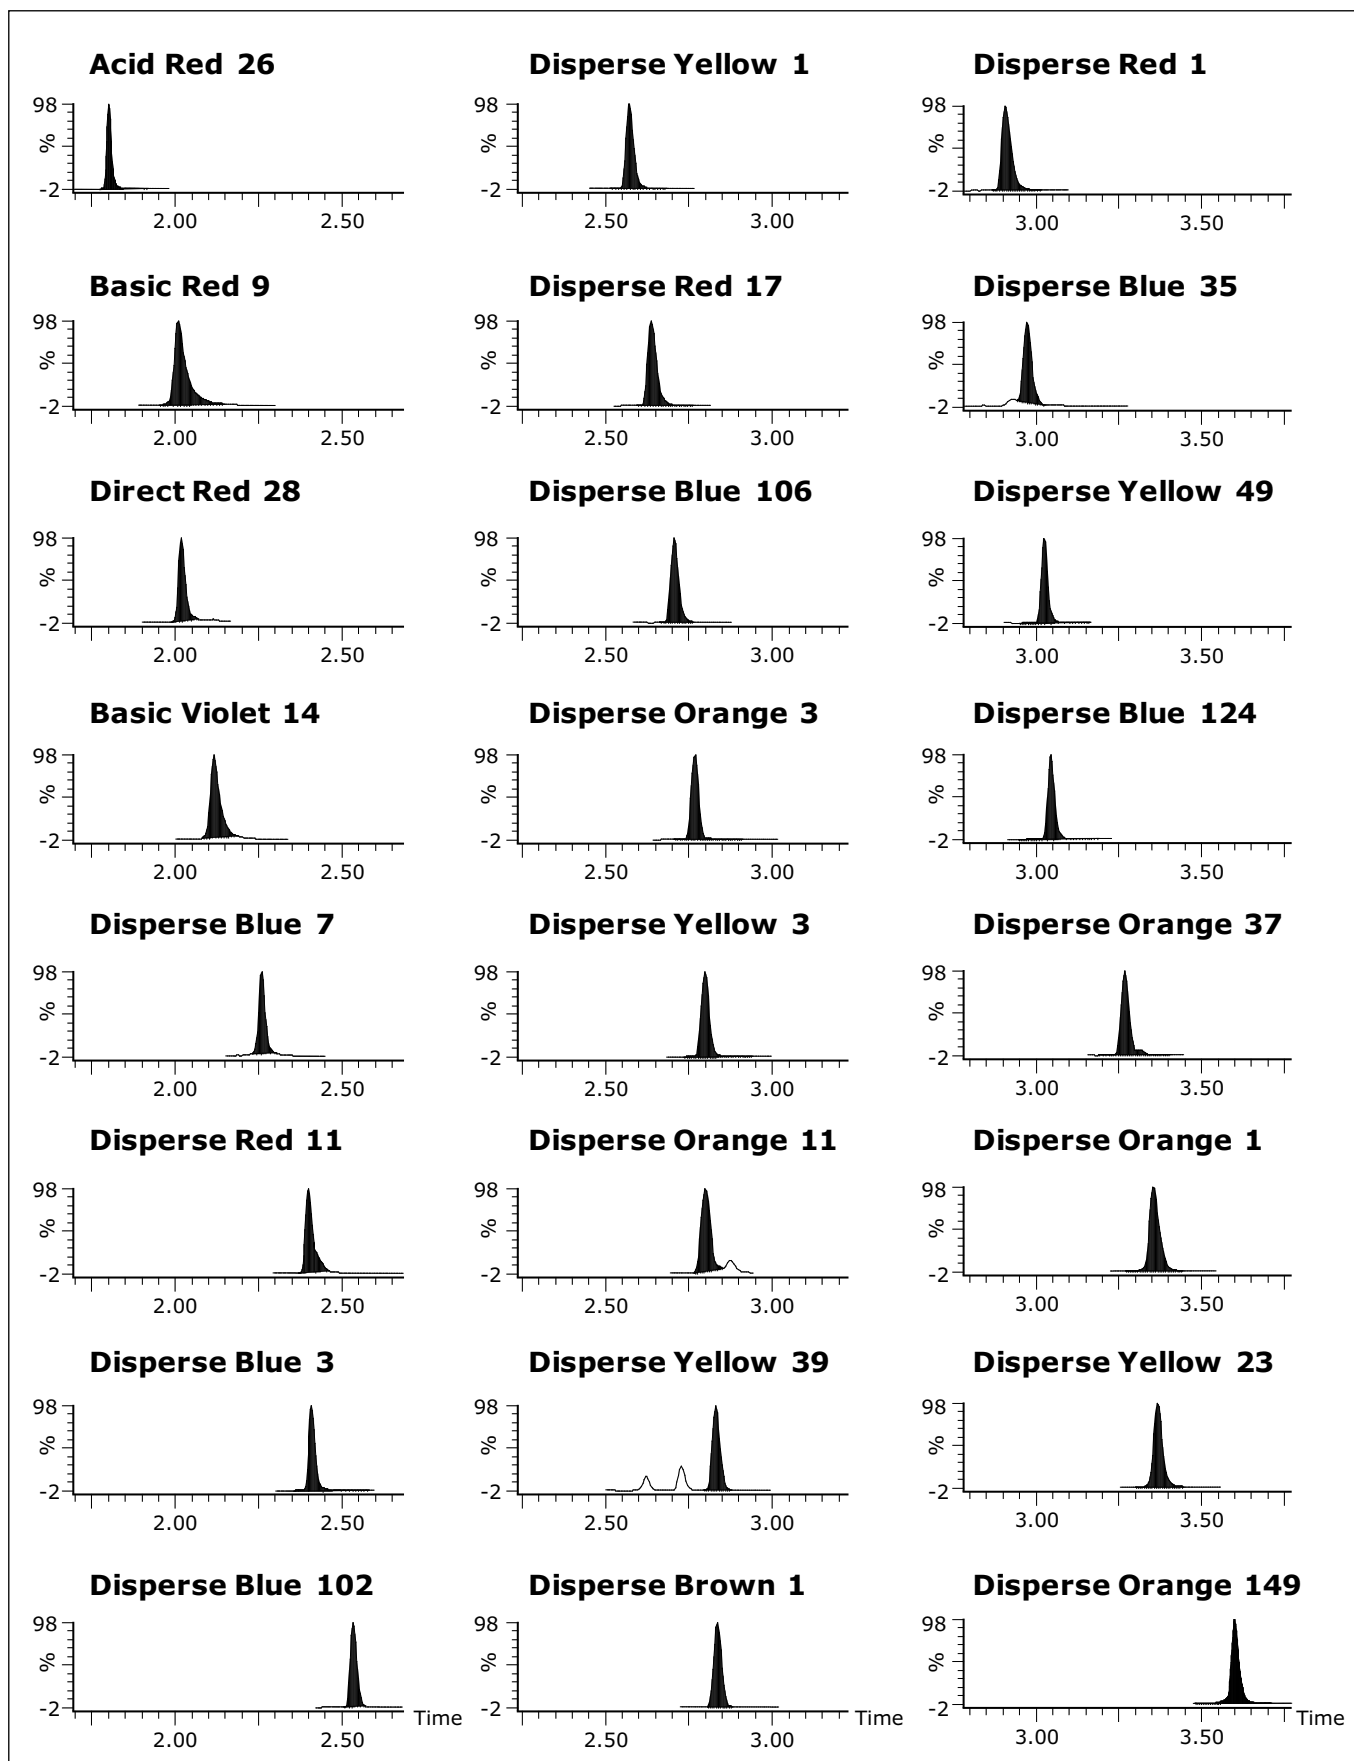 Acid Red 26 Disperse Yellow 1 Disperse Red 1
98 98 98
% % %
-2 -2 -2
2.00 2.50 2.50 3.00 3.00 3.50
Basic Red 9 Disperse Red 17 Disperse Blue 35
98 98 98
% % %
-2 -2 -2
2.00 2.50 2.50 3.00 3.00 3.50
Direct Red 28 Disperse Blue 106 Disperse Yellow 49
98 98 98
% % %
-2 -2 -2
2.00 2.50 2.50 3.00 3.00 3.50
Basic Violet 14 Disperse Orange 3 Disperse Blue 124
98 98 98
% % %
-2 -2 -2
2.00 2.50 2.50 3.00 3.00 3.50
Disperse Blue 7 Disperse Yellow 3 Disperse Orange 37
98 98 98
% % %
-2 -2 -2
2.00 2.50 2.50 3.00 3.00 3.50
Disperse Red 11 Disperse Orange 11 Disperse Orange 1
98 98 98
% % %
-2 -2 -2
2.00 2.50 2.50 3.00 3.00 3.50
Disperse Blue 3 Disperse Yellow 39 Disperse Yellow 23
98 98 98
% % %
-2 -2 -2
2.00 2.50 2.50 3.00 3.00 3.50
Disperse Blue 102 Disperse Brown 1 Disperse Orange 149
98 98 98
% % %
-2 Time -2 Time -2 Time
2.00 2.50 2.50 3.00 3.00 3.50